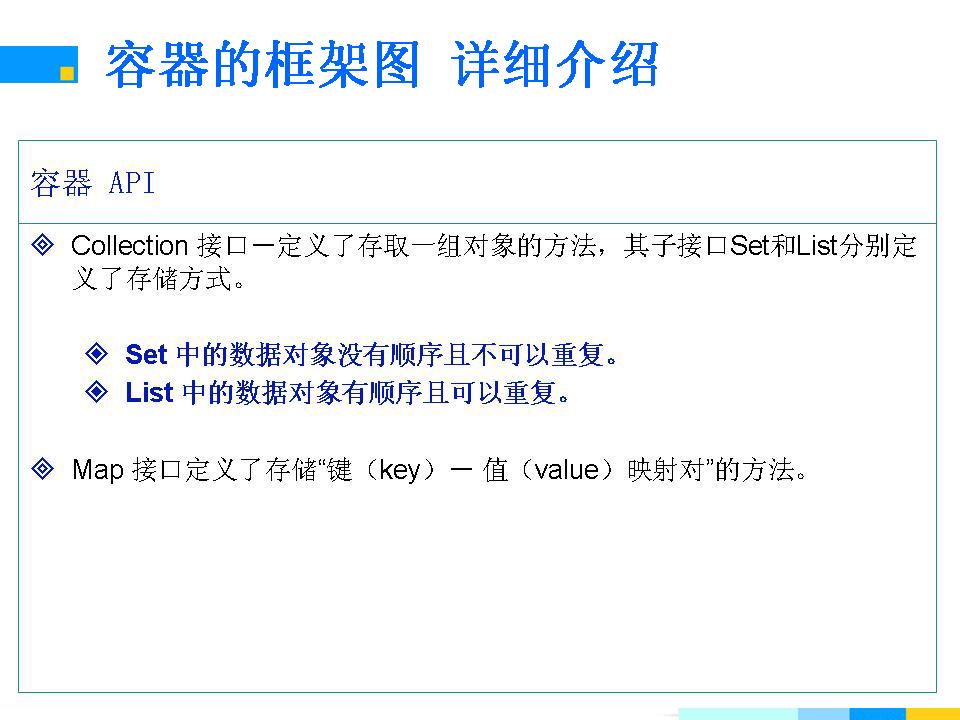 容器的框架图 详细介绍
容器 API
Collection 接口－定义了存取一组对象的方法，其子接口Set和List分别定
义了存储方式。
Set 中的数据对象没有顺序且不可以重复。
List 中的数据对象有顺序且可以重复。
Map 接口定义了存储“键（key）－ 值（value）映射对”的方法。